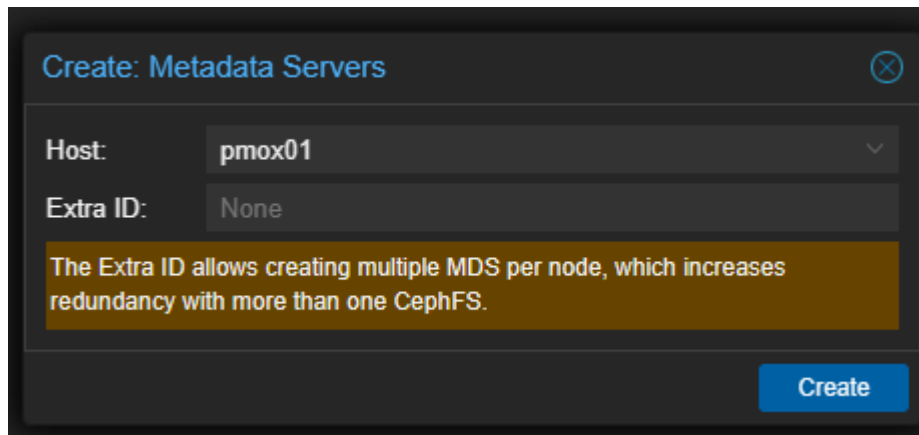 Create: Metadata Servers
Host: pmox01
Extra ID: None
The Extra ID allows creating multiple MDS per node, which increases
redundancy with more than one CephFS.
Create